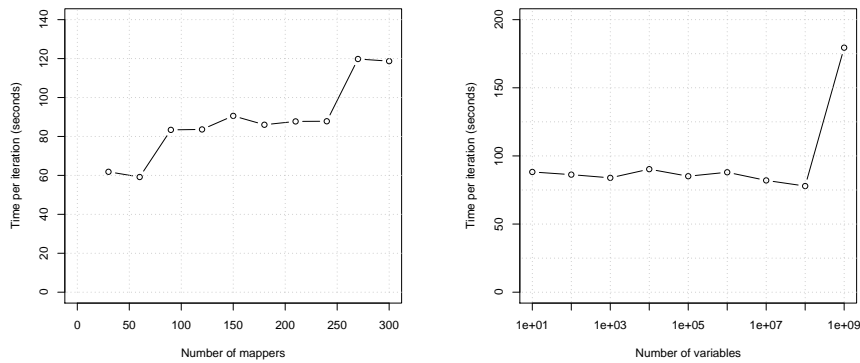 Time per iteration (seconds)
140
120
100
80
60
40
20
0
0 50 100 150 200 250 300
Number of mappers
Time per iteration (seconds)
200
150
100
50
0
1e+01 1e+03 1e+05 1e+07 1e+09
Number of variables